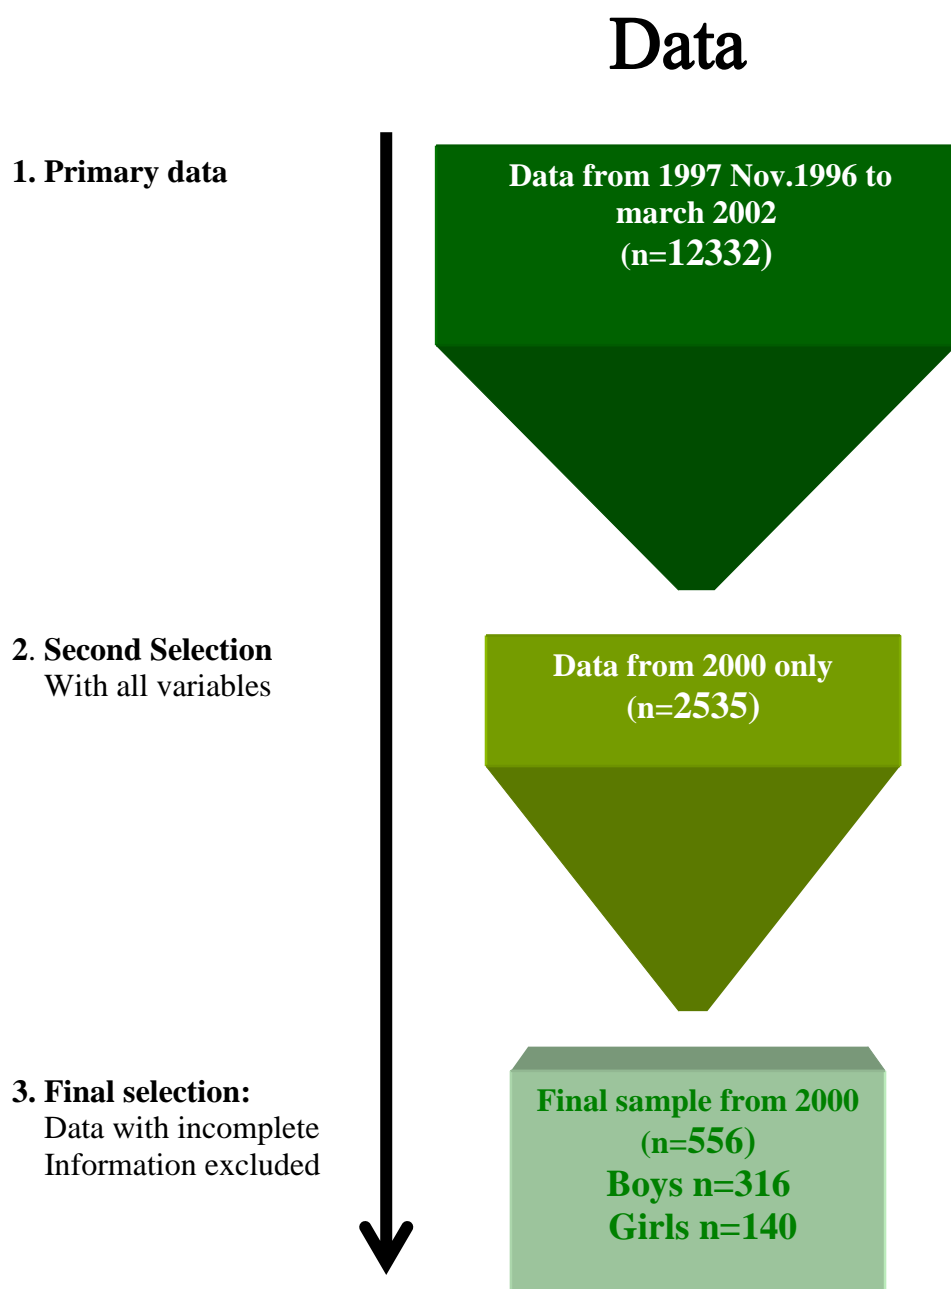 Data
1. Primary data
Data from 1997 Nov.1996 to
march 2002
(n=12332)
2. Second Selection
With all variables
Data from 2000 only
(n=2535)
3. Final selection:
Data with incomplete
Information excluded
Final sample from 2000
(n=556)
Boys n=316
Girls n=140